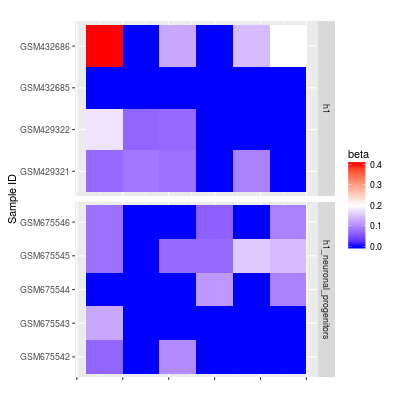 Sample ID
GSM432686
GSM432685
GSM429322
GSM429321
h1
GSM675546
GSM675545
GSM675544
GSM675543
GSM675542
h1_neuronal_progenitors
beta
0.4
0.3
0.2
0.1
0.0